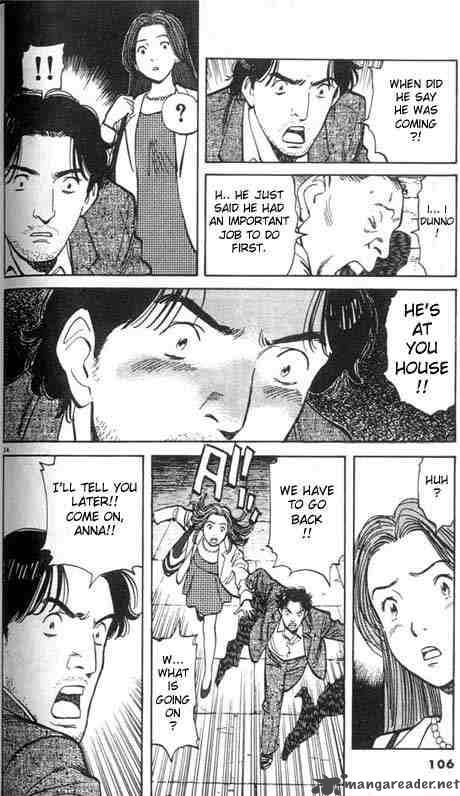 WHEN DID
HE SAY
HE WAS
COMING
?!
I... I
DUNNO
!
H.. HE JUST
SAID HE HAD
AN IMPORTANT
JOB TO DO
FIRST.
?
!!
HE'S
AT
YOU
HOUSE
!!
HUH
?
WE HAVE
TO GO
BACK
!!
W...
WHAT
IS
GOING
ON
?
I'LL TELL YOU
LATER!!
COME ON,
ANNA!!
106
mangareader.net